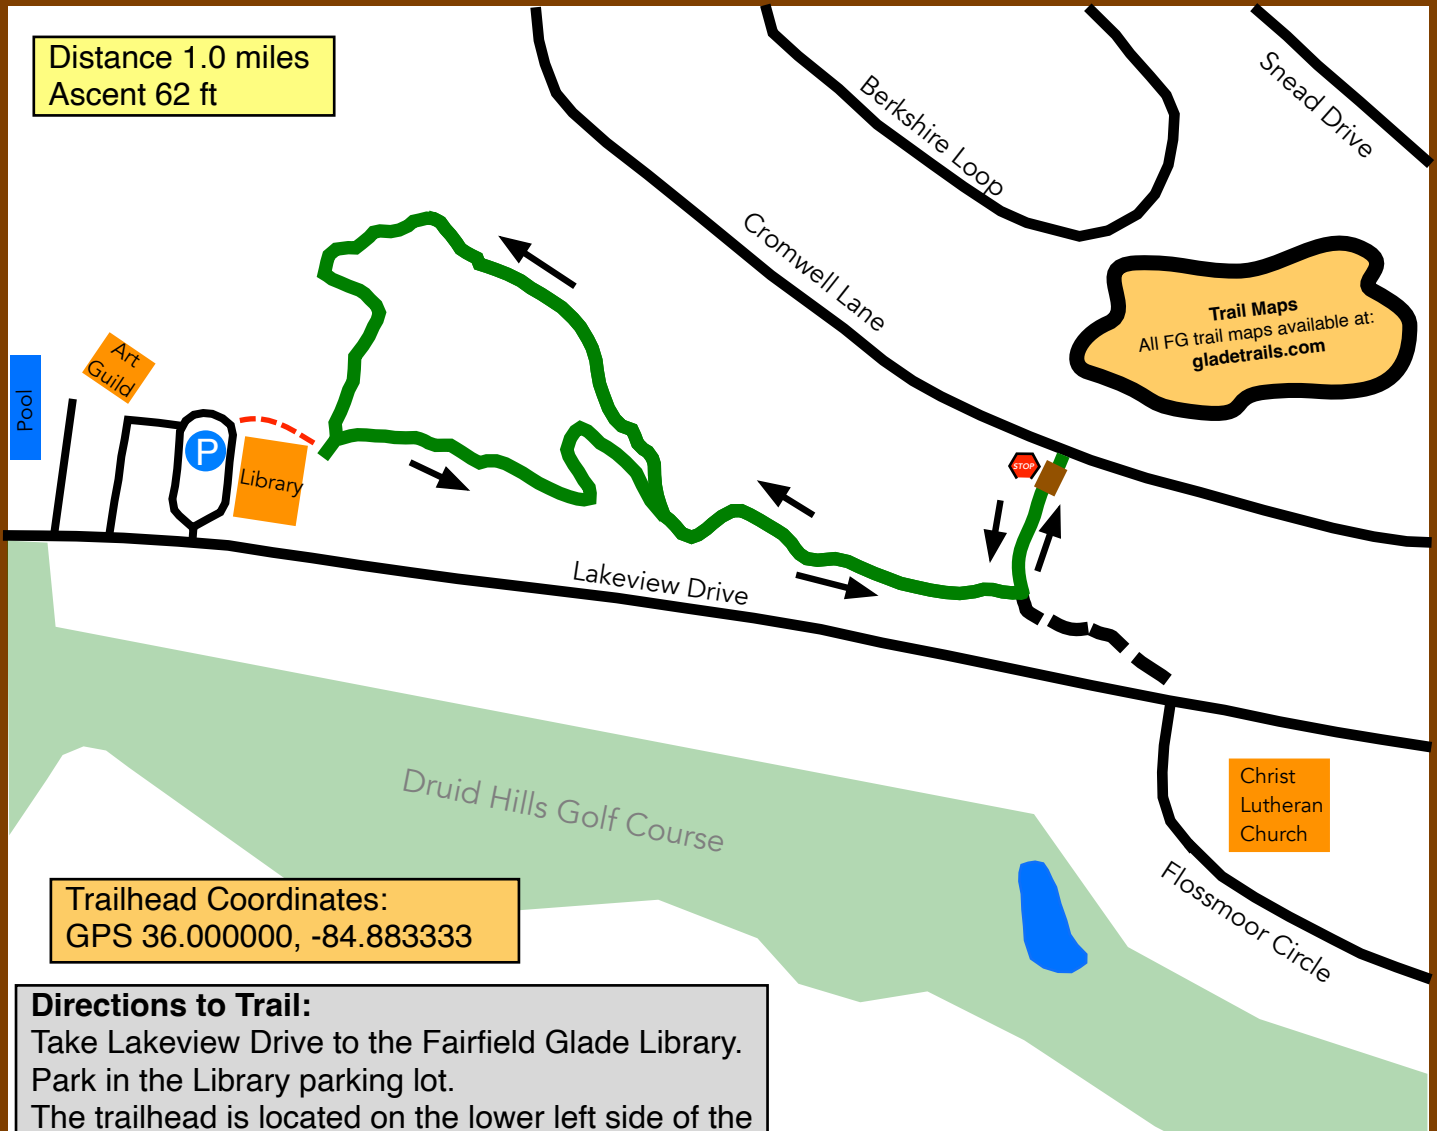 Distance 1.0 miles
Ascent 62 ft
Snead Drive
Berkshire Loop
Cromwell Lane
Trail Maps
All FG trail maps available at:
gladetrails.com
Art
Guild
Pool
P
Library
STOP
Lakeview Drive
Druid Hills Golf Course
Christ
Lutheran
Church
Flossmoor Circle
Trailhead Coordinates:
GPS 36.000000, -84.883333
Directions to Trail:
Take Lakeview Drive to the Fairfield Glade Library.
Park in the Library parking lot.
The trailhead is located on the lower left side of the